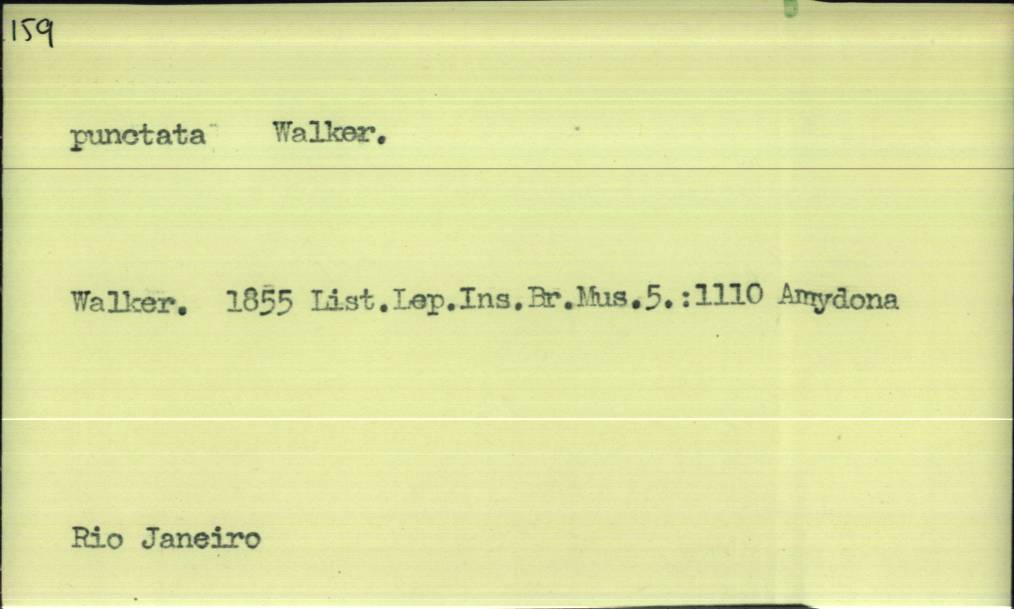 159
punctata Walker.
Walker. 1855 List.Lep.Ins.Br.Mus.5.:1110 Amydona
Rio Janeiro